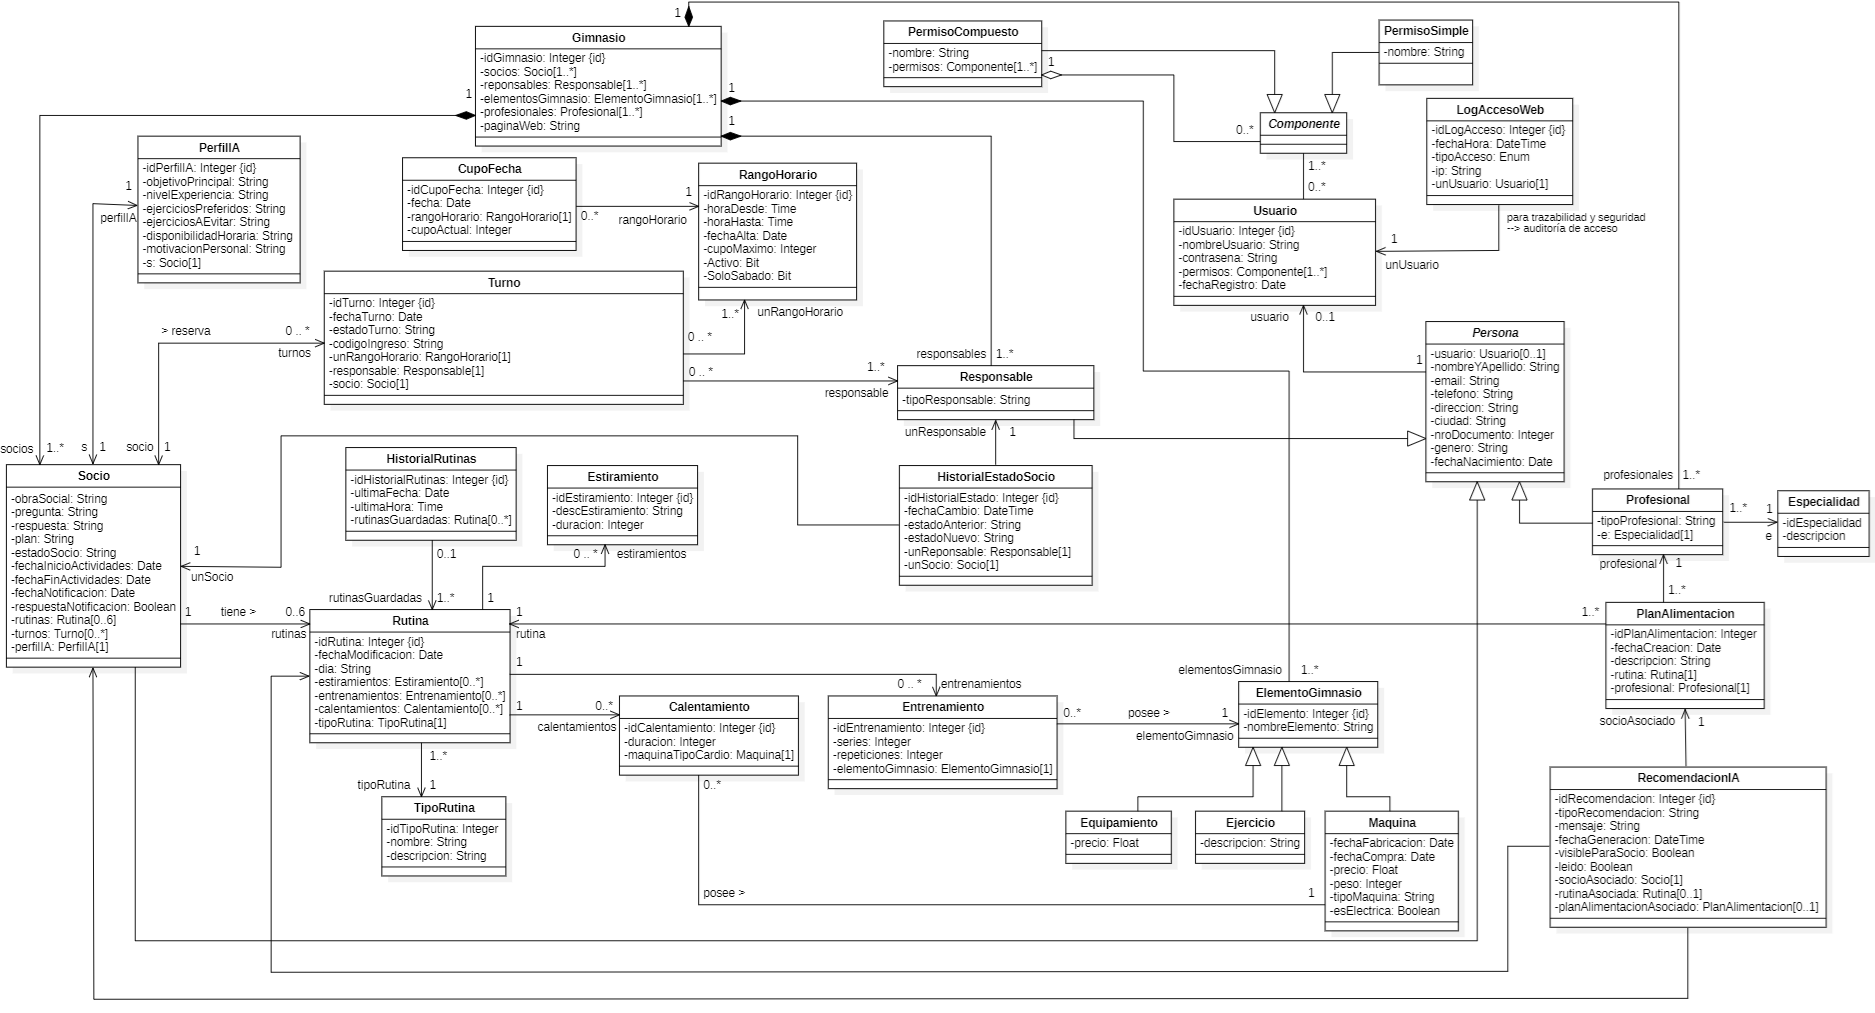 1
Gimnasio
-idGimnasio: Integer {id}
-socios: Socio[1..*]
-reponsables: Responsable[1..*]
-elementosGimnasio: ElementoGimnasio[1..*]
-profesionales: Profesional[1..*]
-paginaWeb: String
1
1
1
PermisoCompuesto
-nombre: String
-permisos: Componente[1..*]
1
PermisoSimple
-nombre: String
Componente
0..*
1..*
0..*
LogAccesoWeb
-idLogAcceso: Integer {id}
-fechaHora: DateTime
-tipoAcceso: Enum
-ip: String
-unUsuario: Usuario[1]
para trazabilidad y seguridad
--> auditoría de acceso
1
unUsuario
PerfilIA
-idPerfilIA: Integer {id}
-objetivoPrincipal: String
-nivelExperiencia: String
-ejerciciosPreferidos: String
-ejerciciosAEvitar: String
-disponibilidadHoraria: String
-motivacionPersonal: String
-s: Socio[1]
1
perfilIA
CupoFecha
-idCupoFecha: Integer {id}
-fecha: Date
-rangoHorario: RangoHorario[1]
-cupoActual: Integer
0..*
1
rangoHorario
RangoHorario
-idRangoHorario: Integer {id}
-horaDesde: Time
-horaHasta: Time
-fechaAlta: Date
-cupoMaximo: Integer
-Activo: Bit
-SoloSabado: Bit
1..*
unRangoHorario
Usuario
-idUsuario: Integer {id}
-nombreUsuario: String
-contrasena: String
-permisos: Componente[1..*]
-fechaRegistro: Date
usuario
0..1
Turno
-idTurno: Integer {id}
-fechaTurno: Date
-estadoTurno: String
-codigoIngreso: String
-unRangoHorario: RangoHorario[1]
-responsable: Responsable[1]
-socio: Socio[1]
> reserva
0 .. *
turnos
0 .. *
0 .. *
1..*
responsable
responsables
1..*
Responsable
-tipoResponsable: String
unResponsable
1
Persona
-usuario: Usuario[0..1]
-nombreYApellido: String
-email: String
-telefono: String
-direccion: String
-ciudad: String
-nroDocumento: Integer
-genero: String
-fechaNacimiento: Date
1
socios
1..*
s
1
socio
1
Socio
-obraSocial: String
-pregunta: String
-respuesta: String
-plan: String
-estadoSocio: String
-fechaInicioActividades: Date
-fechaFinActividades: Date
-fechaNotificacion: Date
-respuestaNotificacion: Boolean
-rutinas: Rutina[0..6]
-turnos: Turno[0..*]
-perfilIA: PerfilIA[1]
1
unSocio
1
tiene >
0..6
rutinas
HistorialRutinas
-idHistorialRutinas: Integer {id}
-ultimaFecha: Date
-ultimaHora: Time
-rutinasGuardadas: Rutina[0..*]
0..1
rutinasGuardadas
1..*
Estiramiento
-idEstiramiento: Integer {id}
-descEstiramiento: String
-duracion: Integer
0 .. *
estiramientos
1
HistorialEstadoSocio
-idHistorialEstado: Integer {id}
-fechaCambio: DateTime
-estadoAnterior: String
-estadoNuevo: String
-unReponsable: Responsable[1]
-unSocio: Socio[1]
profesionales
1..*
Profesional
-tipoProfesional: String
-e: Especialidad[1]
1..*
1
e
Especialidad
-idEspecialidad
-descripcion
profesional
1
1..*
Rutina
-idRutina: Integer {id}
-fechaModificacion: Date
-dia: String
-estiramientos: Estiramiento[0..*]
-entrenamientos: Entrenamiento[0..*]
-calentamientos: Calentamiento[0..*]
-tipoRutina: TipoRutina[1]
1
rutina
1..*
1
0 .. *
entrenamientos
1
0..*
calentamientos
1..*
tipoRutina
1
TipoRutina
-idTipoRutina: Integer
-nombre: String
-descripcion: String
PlanAlimentacion
-idPlanAlimentacion: Integer
-fechaCreacion: Date
-descripcion: String
-rutina: Rutina[1]
-profesional: Profesional[1]
socioAsociado
1
Calentamiento
-idCalentamiento: Integer {id}
-duracion: Integer
-maquinaTipoCardio: Maquina[1]
0..*
Entrenamiento
-idEntrenamiento: Integer {id}
-series: Integer
-repeticiones: Integer
-elementoGimnasio: ElementoGimnasio[1]
0..*
posee >
1
elementoGimnasio
elementosGimnasio
1..*
ElementoGimnasio
-idElemento: Integer {id}
-nombreElemento: String
Equipamiento
-precio: Float
Ejercicio
-descripcion: String
Maquina
-fechaFabricacion: Date
-fechaCompra: Date
-precio: Float
-peso: Integer
-tipoMaquina: String
-esElectrica: Boolean
posee >
1
RecomendacionIA
-idRecomendacion: Integer {id}
-tipoRecomendacion: String
-mensaje: String
-fechaGeneracion: DateTime
-visibleParaSocio: Boolean
-leido: Boolean
-socioAsociado: Socio[1]
-rutinaAsociada: Rutina[0..1]
-planAlimentacionAsociado: PlanAlimentacion[0..1]